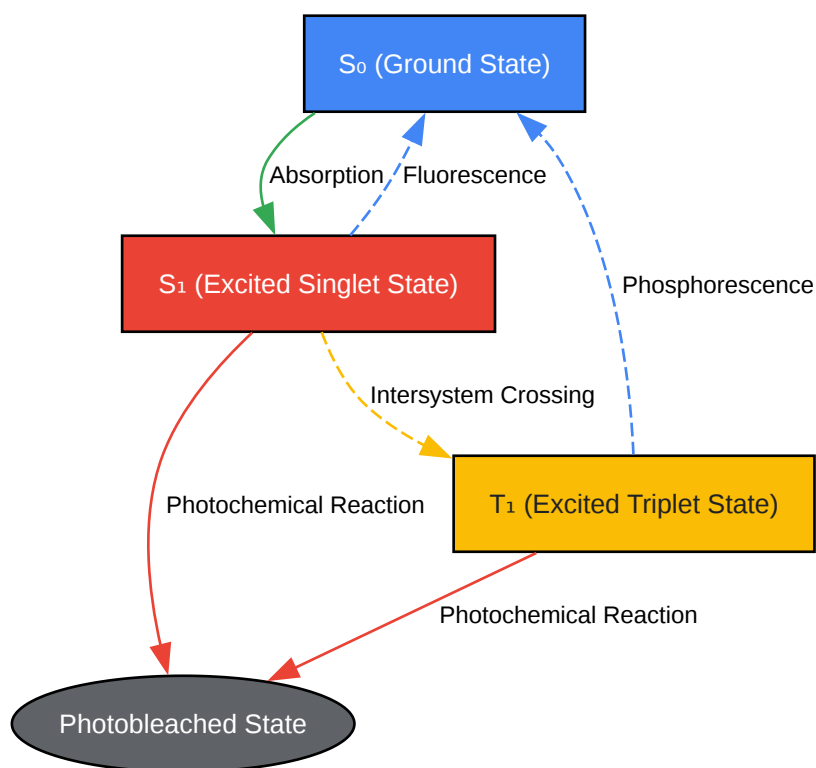 S₀ (Ground State)
Absorption
Fluorescence
S₁ (Excited Singlet State)
Phosphorescence
Intersystem Crossing
Photochemical Reaction
T₁ (Excited Triplet State)
Photochemical Reaction
Photobleached State